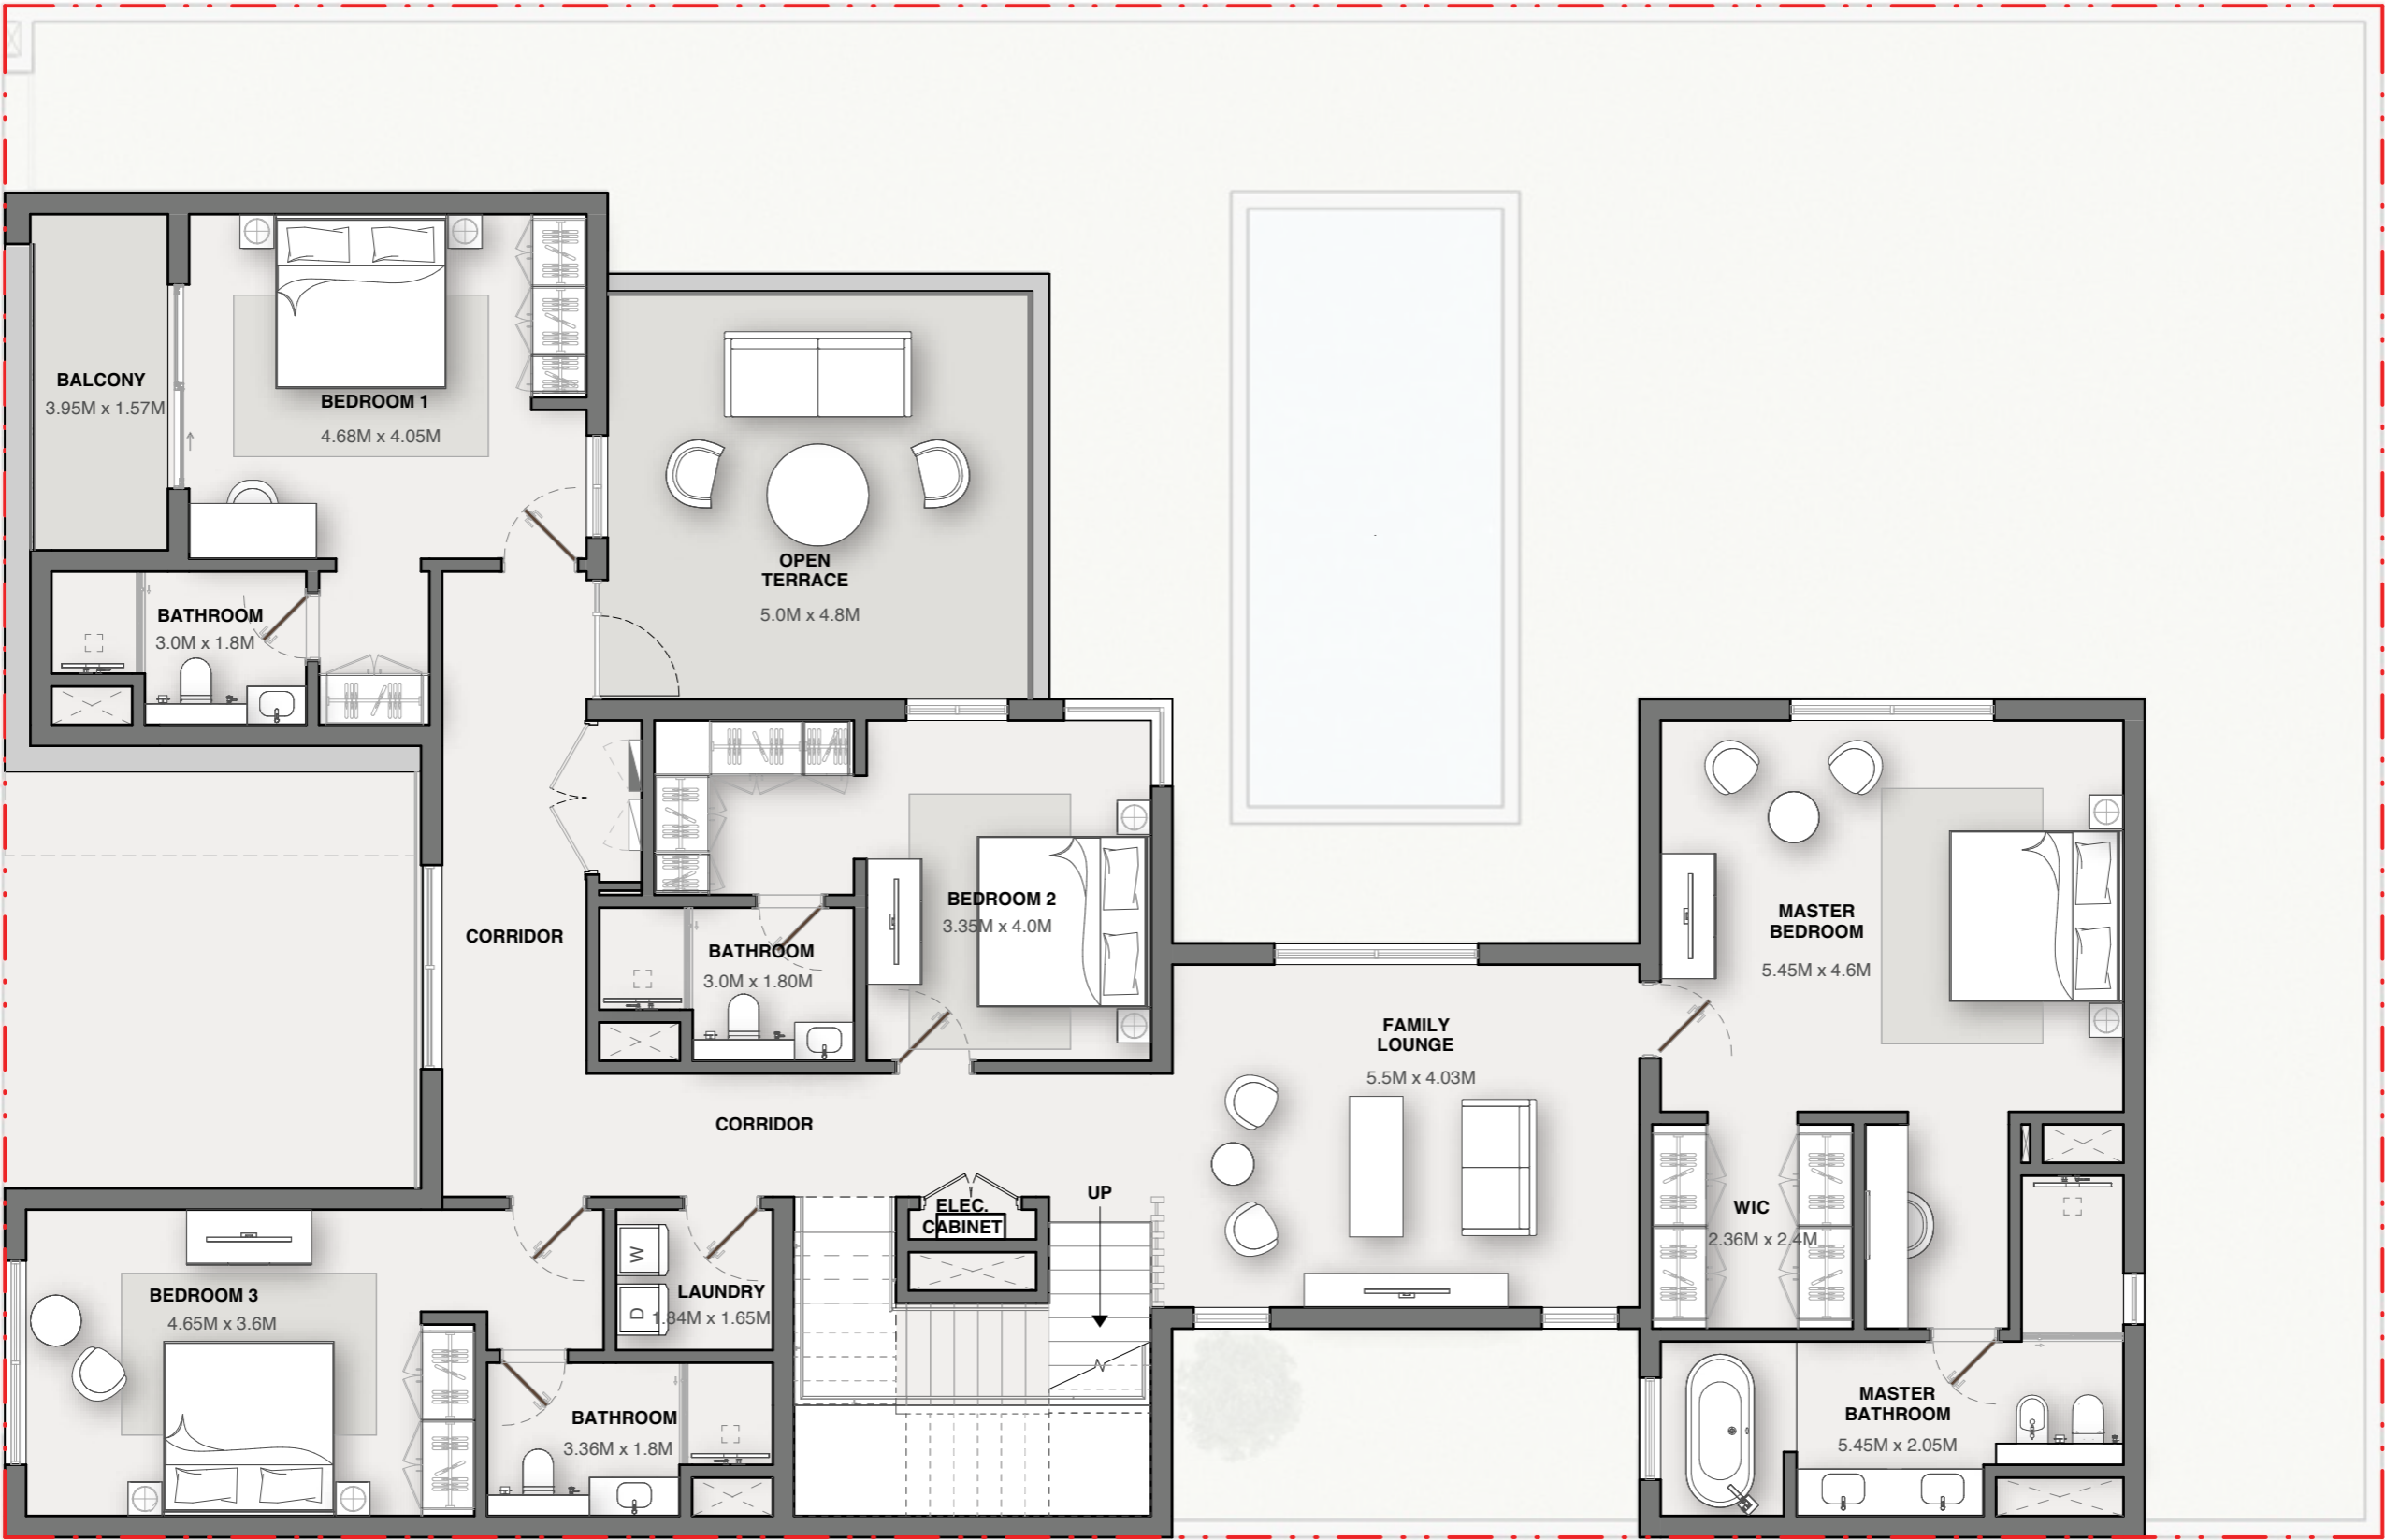 BALCONY
3.95M x 1.57M
BEDROOM 1
4.68M x 4.05M
OPEN
TERRACE
5.0M x 4.8M
BATHROOM
3.0M x 1.8M
CORRIDOR
BEDROOM 2
3.35M x 4.0M
BATHROOM
3.0M x 1.80M
MASTER
BEDROOM
5.45M x 4.6M
FAMILY
LOUNGE
5.5M x 4.03M
CORRIDOR
ELEC.
CABINET
UP
WIC
2.36M x 2.4M
BEDROOM 3
4.65M x 3.6M
W
D
LAUNDRY
1.84M x 1.65M
BATHROOM
3.36M x 1.8M
MASTER
BATHROOM
5.45M x 2.05M